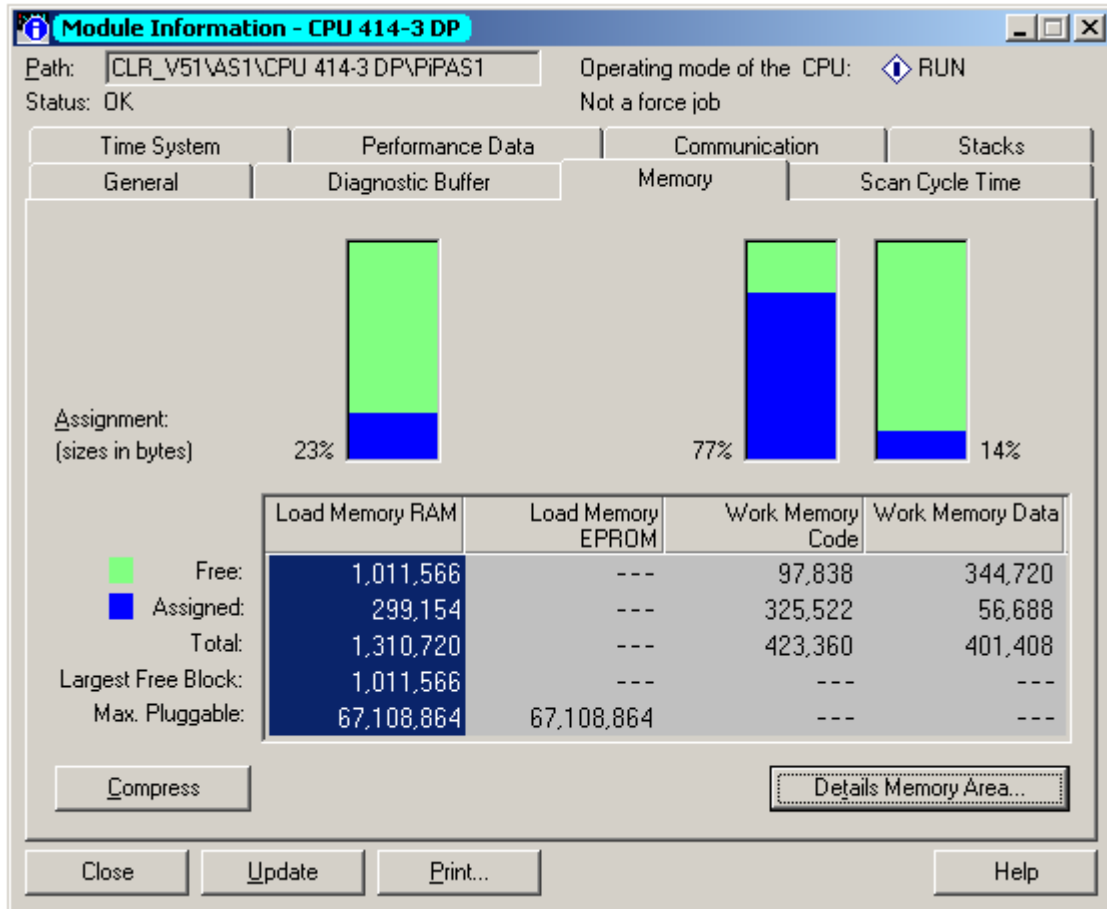 Module Information - CPU 414-3 DP
Path: CLR_V51\AS1\CPU 414-3 DP\PiPAS1 Operating mode of the CPU: RUN
Status: OK Not a force job
Time System Performance Data Communication Stacks
General Diagnostic Buffer Memory Scan Cycle Time
Assignment:
(sizes in bytes) 23% 77% 14%
Load Memory RAM Load Memory EPROM Work Memory Code Work Memory Data
Free: 1,011,566 --- 97,838 344,720
Assigned: 299,154 --- 325,522 56,688
Total: 1,310,720 --- 423,360 401,408
Largest Free Block: 1,011,566 --- --- ---
Max. Pluggable: 67,108,864 67,108,864 --- ---
Compress Details Memory Area...
Close Update Print... Help